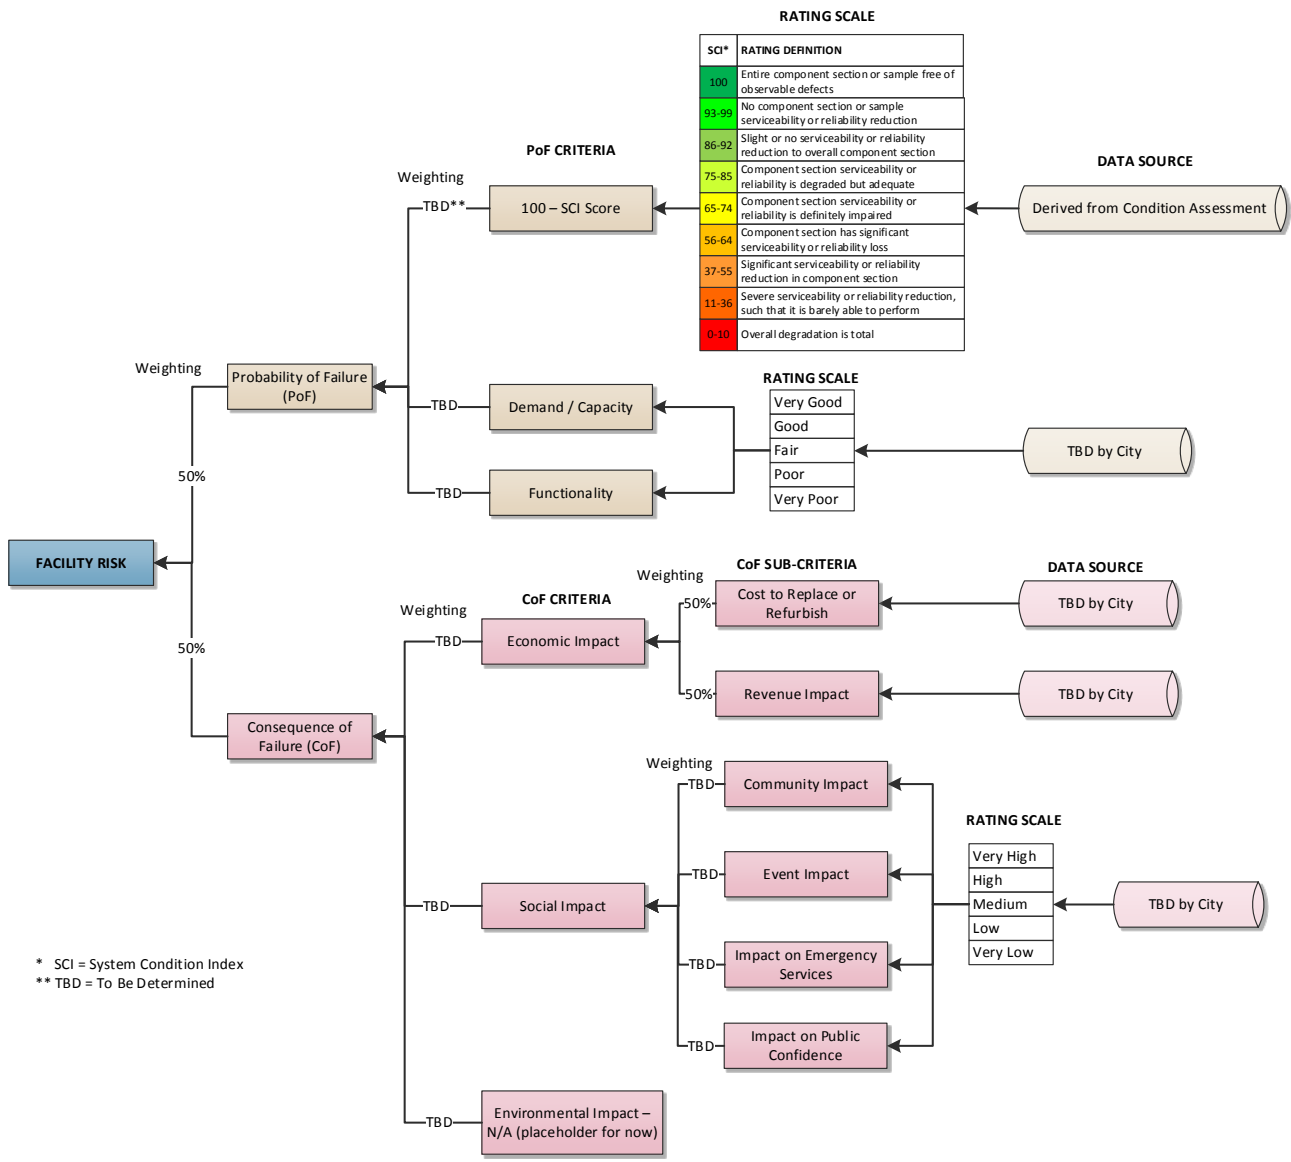 RATING SCALE
SCI* RATING DEFINITION
100 Entire component section or sample free of
observable defects
93-99 No component section or sample
serviceability or reliability reduction
86-92 Slight or no serviceability or reliability
reduction to overall component section
75-85 Component section serviceability or
reliability is degraded but adequate
65-74 Component section serviceability or
reliability is definitely impaired
56-64 Component section has significant
serviceability or reliability loss
37-55 Significant serviceability or reliability
reduction in component section
11-36 Severe serviceability or reliability reduction,
such that it is barely able to perform
0-10 Overall degradation is total
PoF CRITERIA
DATA SOURCE
Weighting
TBD**
100 – SCI Score
Derived from Condition Assessment
Weighting
Probability of Failure
(PoF)
RATING SCALE
Very Good
Good
Fair
Poor
Very Poor
TBD
Demand / Capacity
TBD by City
50%
TBD
Functionality
FACILITY RISK
CoF SUB-CRITERIA
DATA SOURCE
Weighting
CoF CRITERIA
Weighting
50%
Cost to Replace or
Refurbish
TBD by City
50%
TBD
Economic Impact
50%
Revenue Impact
TBD by City
Consequence of
Failure (CoF)
Weighting
TBD
Community Impact
RATING SCALE
Very High
High
Medium
Low
Very Low
TBD
Event Impact
TBD by City
TBD
Social Impact
TBD
Impact on Emergency
Services
* SCI = System Condition Index
** TBD = To Be Determined
TBD
Impact on Public
Confidence
TBD
Environmental Impact –
N/A (placeholder for now)